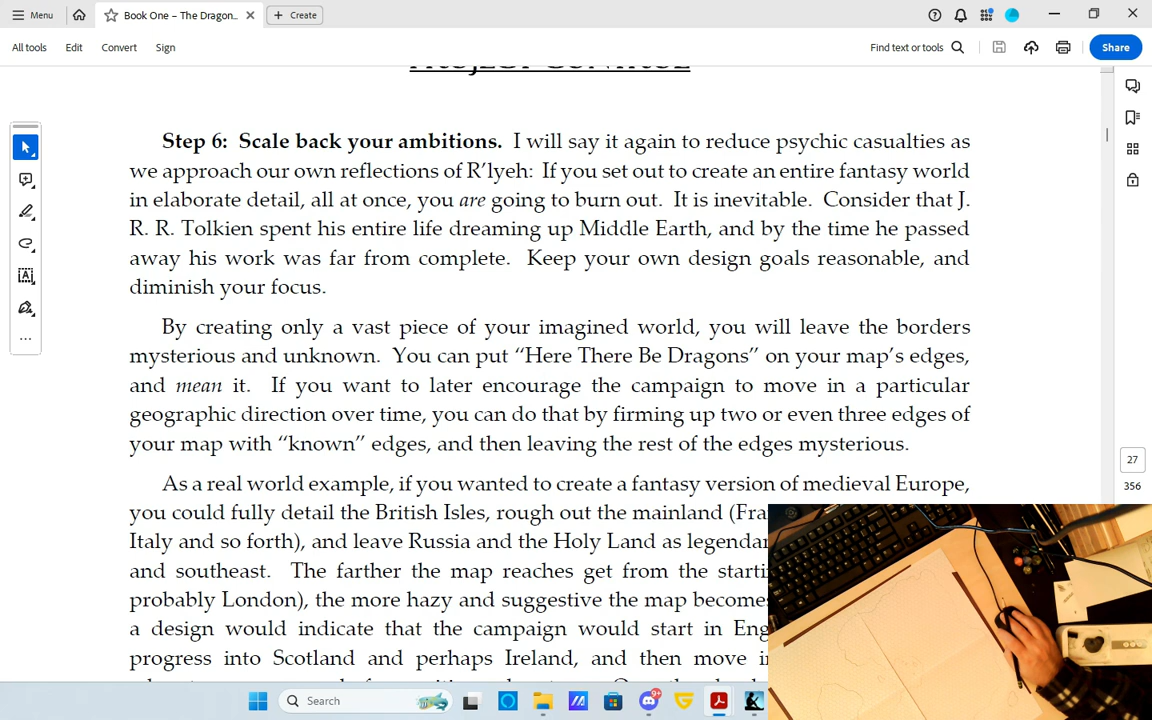 Menu
Book One – The Dragon...
Create
All tools
Edit
Convert
Sign
Find text or tools
Share
Step 6: Scale back your ambitions. I will say it again to reduce psychic casualties as
we approach our own reflections of R'lyeh: If you set out to create an entire fantasy world
in elaborate detail, all at once, you are going to burn out. It is inevitable. Consider that J.
R. R. Tolkien spent his entire life dreaming up Middle Earth, and by the time he passed
away his work was far from complete. Keep your own design goals reasonable, and
diminish your focus.
By creating only a vast piece of your imagined world, you will leave the borders
mysterious and unknown. You can put “Here There Be Dragons” on your map's edges,
and mean it. If you want to later encourage the campaign to move in a particular
geographic direction over time, you can do that by firming up two or even three edges of
your map with “known” edges, and then leaving the rest of the edges mysterious.
As a real world example, if you wanted to create a fantasy version of medieval Europe,
you could fully detail the British Isles, rough out the mainland (Fra
Italy and so forth), and leave Russia and the Holy Land as legendar
and southeast. The farther the map reaches get from the starti
probably London), the more hazy and suggestive the map becomes
a design would indicate that the campaign would start in Eng
progress into Scotland and perhaps Ireland, and then move in
27
356
Search
9+